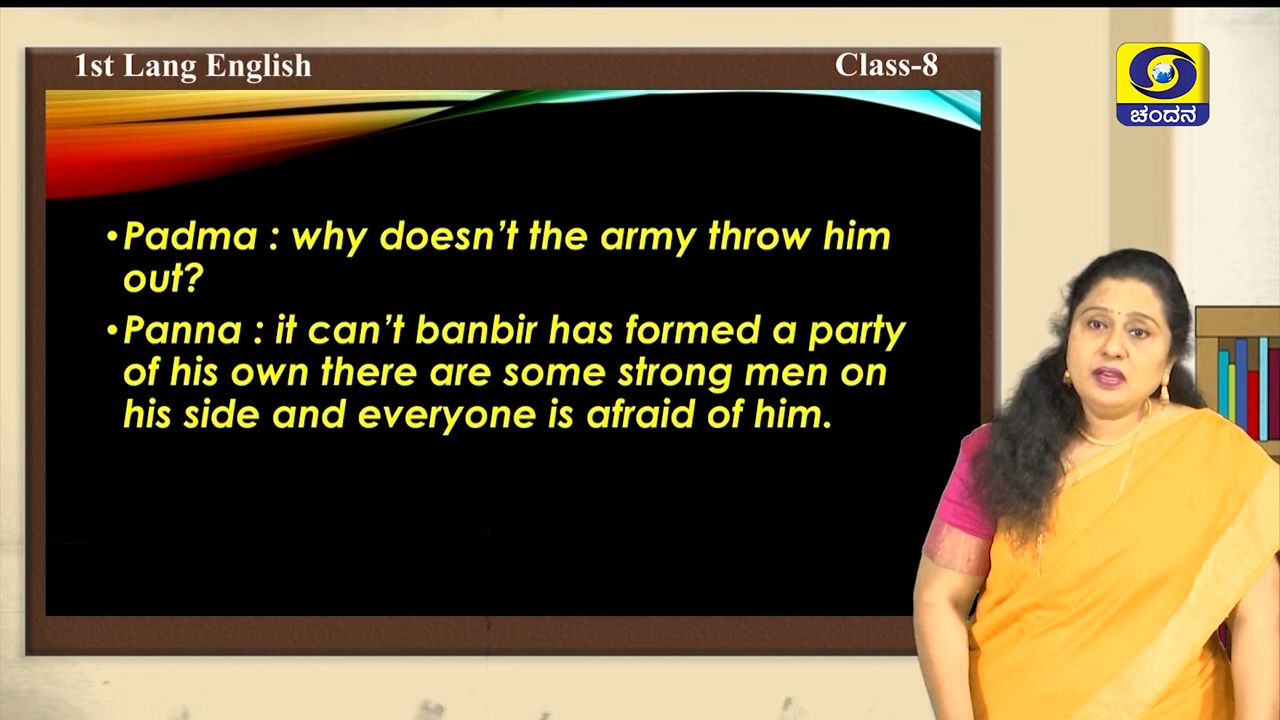 1st Lang English
Class-8
ಚಂದನ
•Padma : why doesn't the army throw him
out?
•Panna : it can't banbir has formed a party
of his own there are some strong men on
his side and everyone is afraid of him.